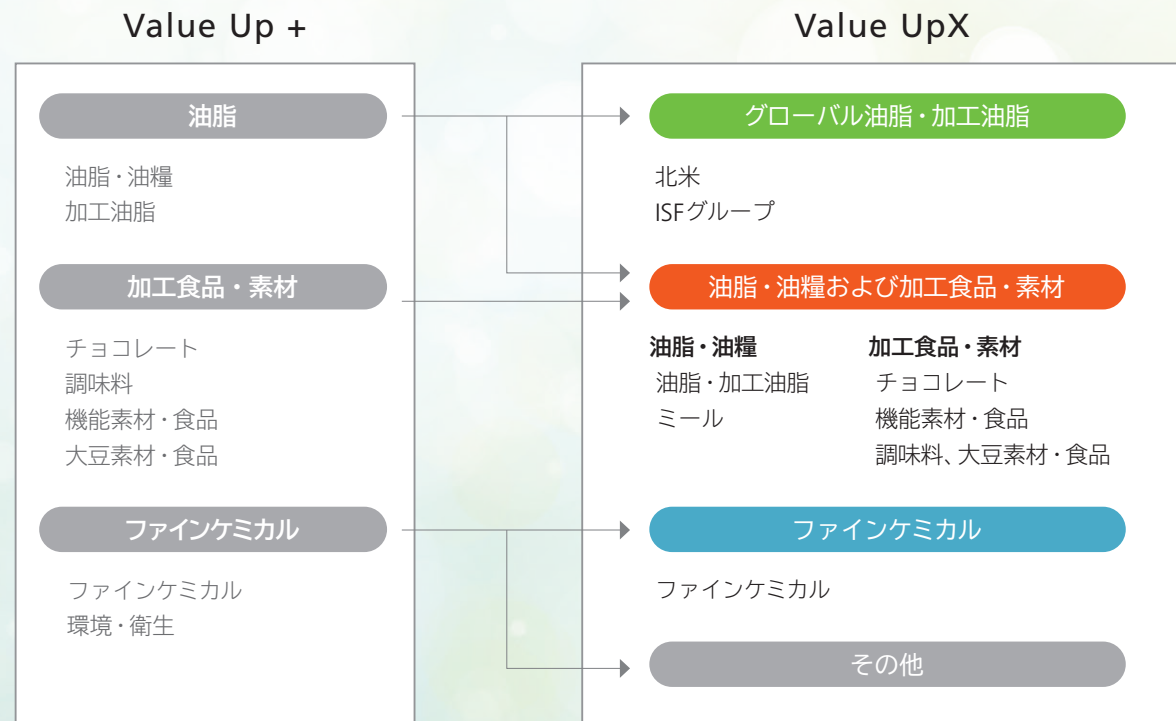 Value Up +
油脂
油脂・油糧
加工油脂
加工食品・素材
チョコレート
調味料
機能素材・食品
大豆素材・食品
ファインケミカル
ファインケミカル
環境・衛生
Value UpX
グローバル油脂・加工油脂
北米
ISFグループ
油脂・油糧および加工食品・素材
油脂・油糧
油脂・加工油脂
ミール
加工食品・素材
チョコレート
機能素材・食品
調味料、大豆素材・食品
ファインケミカル
ファインケミカル
その他